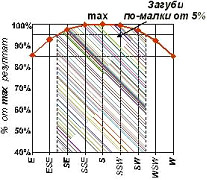 Загуби
по-малки от 5%
max
100%
90%
80%
70%
60%
50%
40%
% от max резултат
E
ESE
SE
SSE
S
SSW
SW
WSW
W